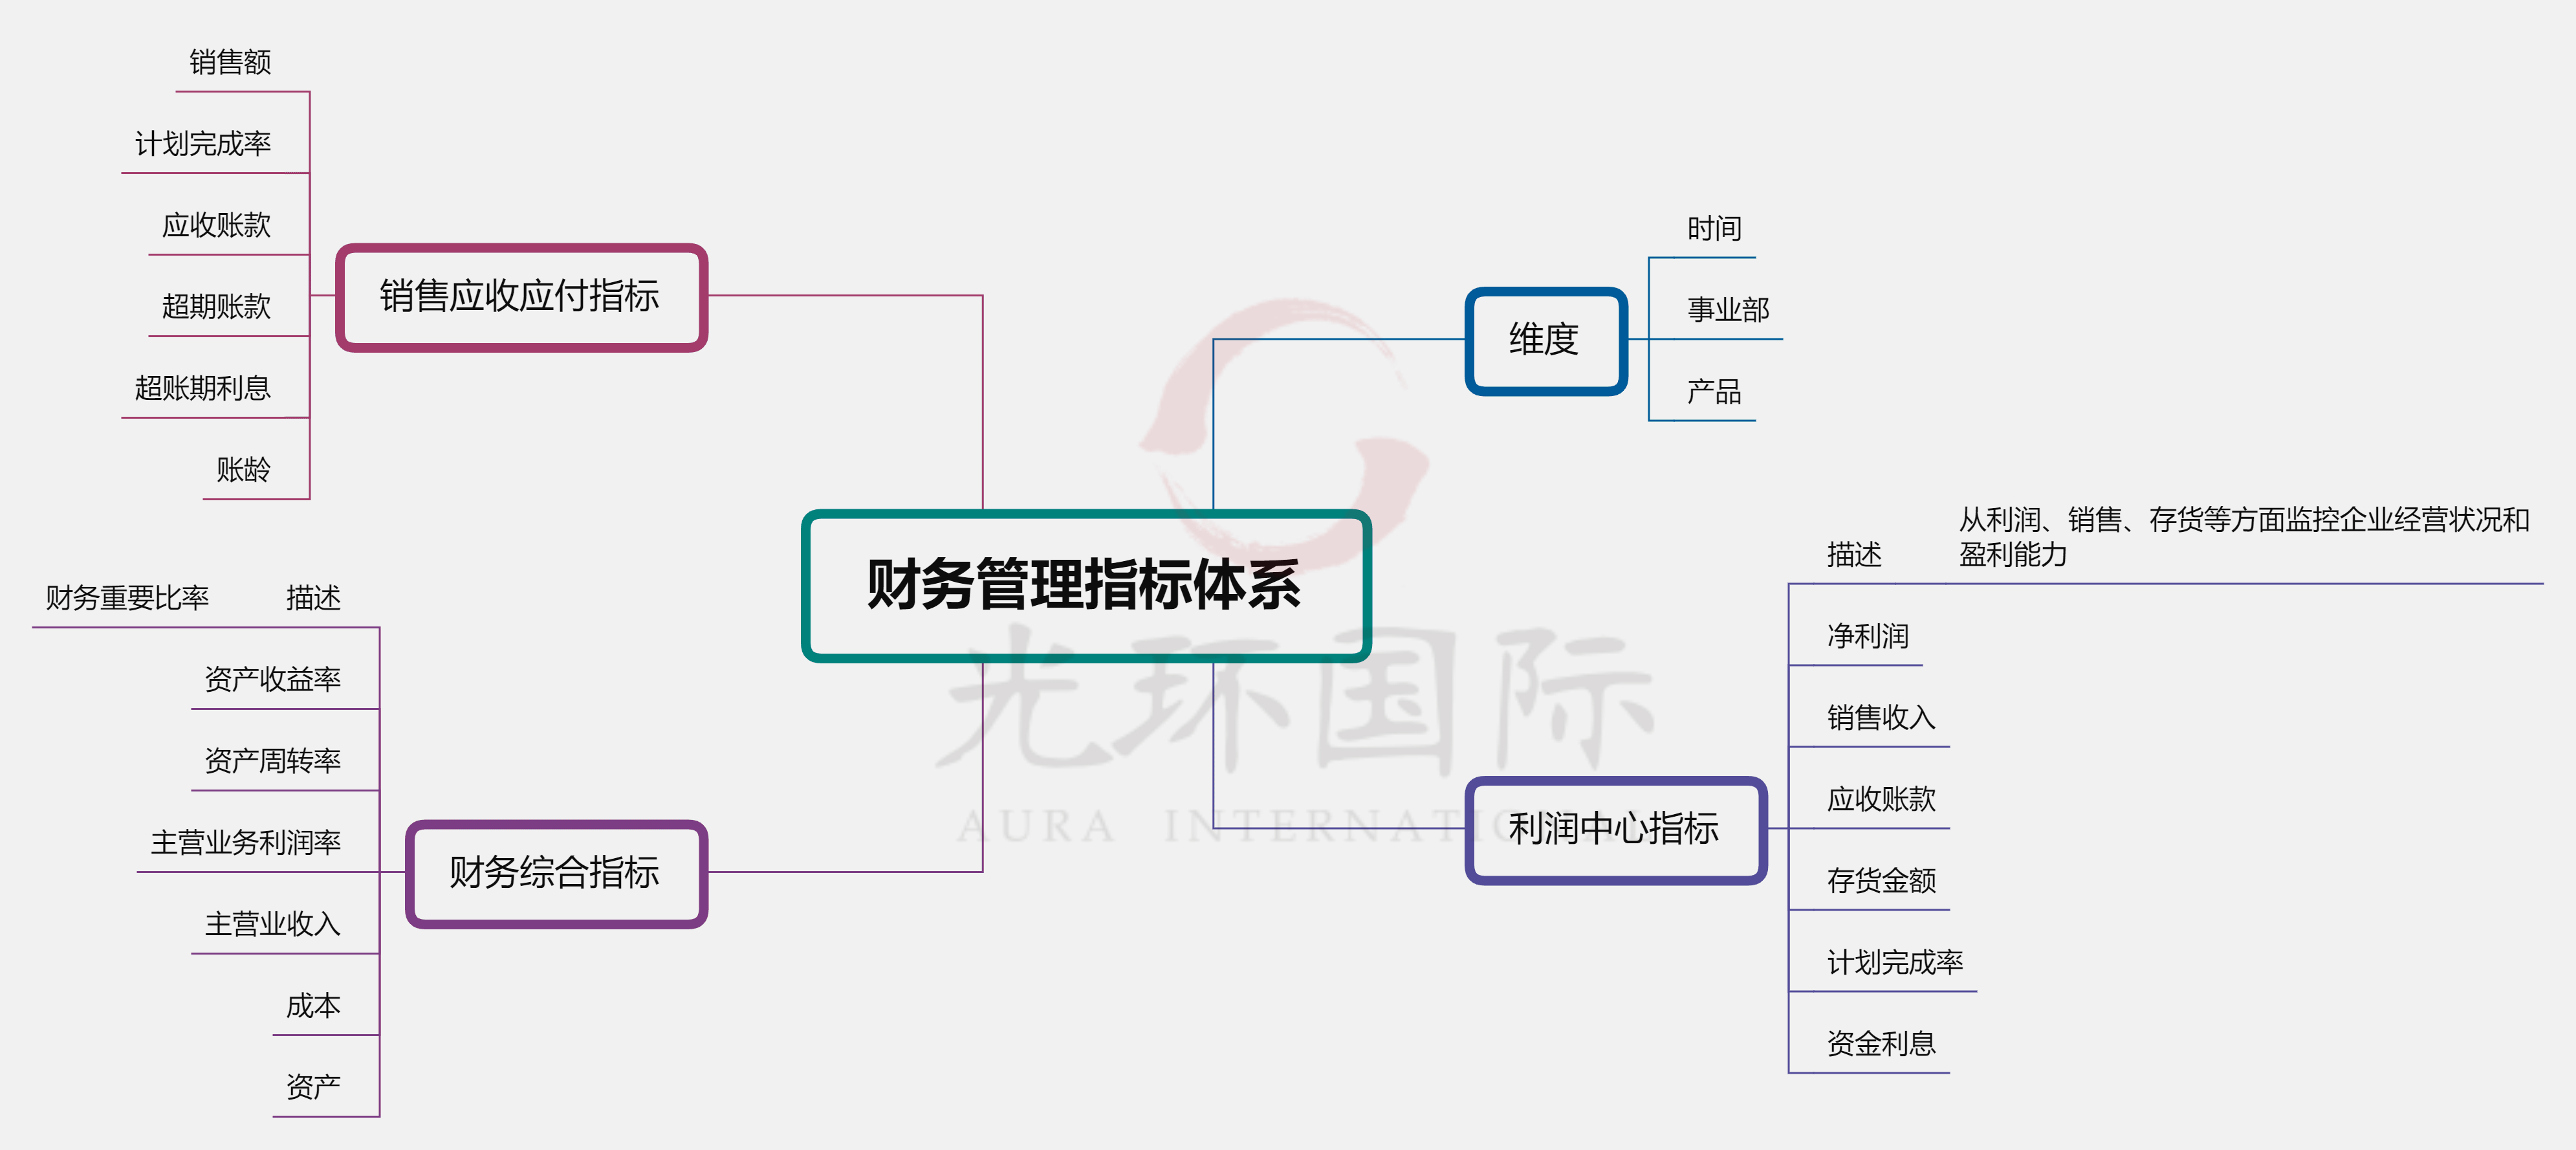 财务管理指标体系
销售应收应付指标
销售额
计划完成率
应收账款
超期账款
超账期利息
账龄
财务综合指标
描述
财务重要比率
资产收益率
资产周转率
主营业务利润率
主营业收入
成本
资产
维度
时间
事业部
产品
利润中心指标
描述
从利润、销售、存货等方面监控企业经营状况和
盈利能力
净利润
销售收入
应收账款
存货金额
计划完成率
资金利息
光环国际
AURA INTERNATIONAL